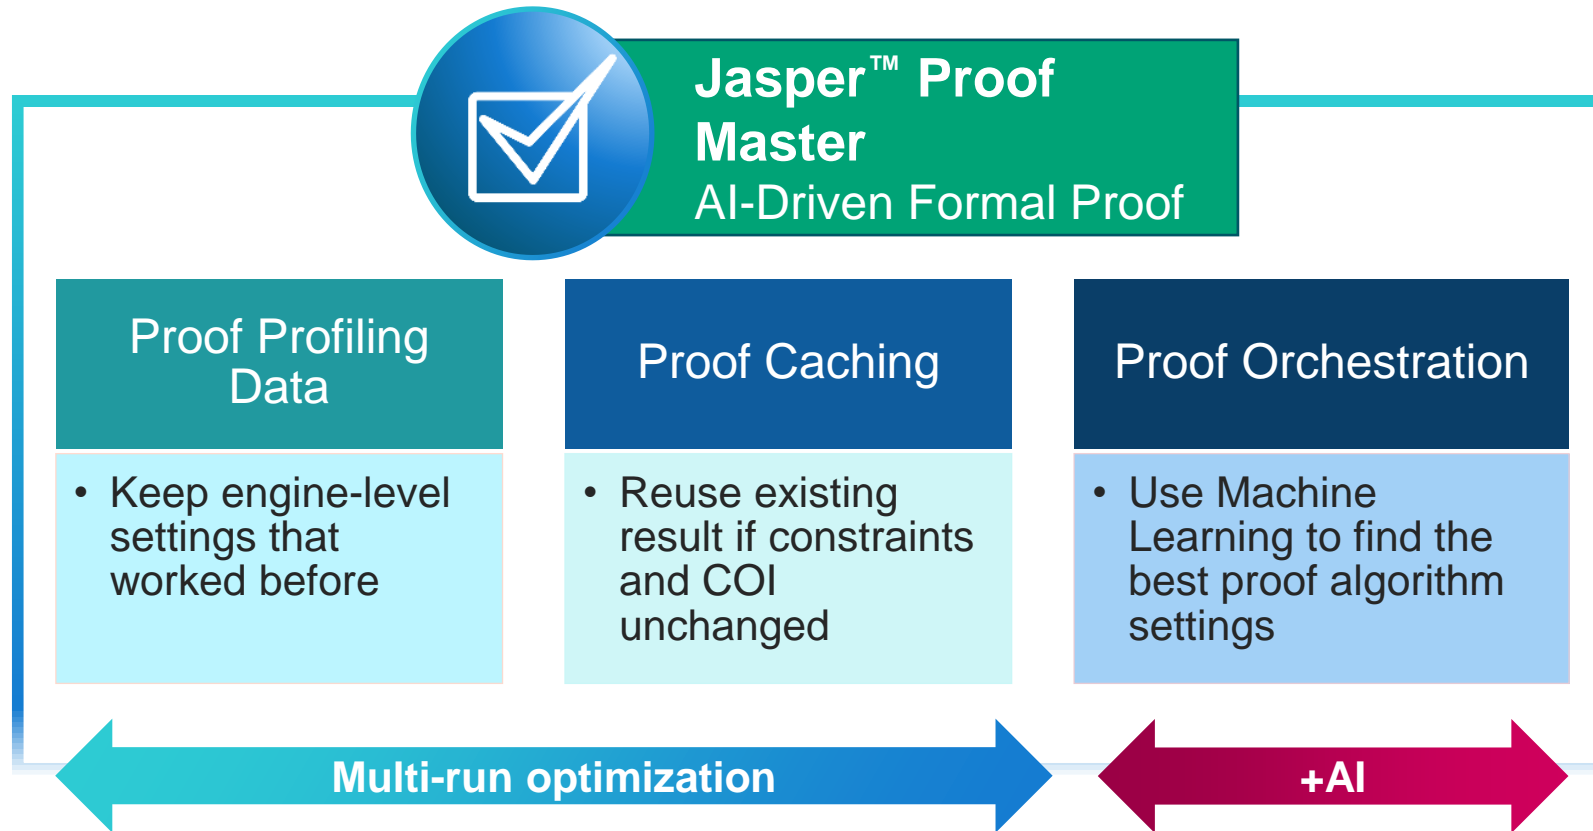 Jasper™ Proof
Master
AI-Driven Formal Proof
Proof Profiling
Data
• Keep engine-level
settings that
worked before
Proof Caching
• Reuse existing
result if constraints
and COI
unchanged
Proof Orchestration
• Use Machine
Learning to find the
best proof algorithm
settings
Multi-run optimization
+AI